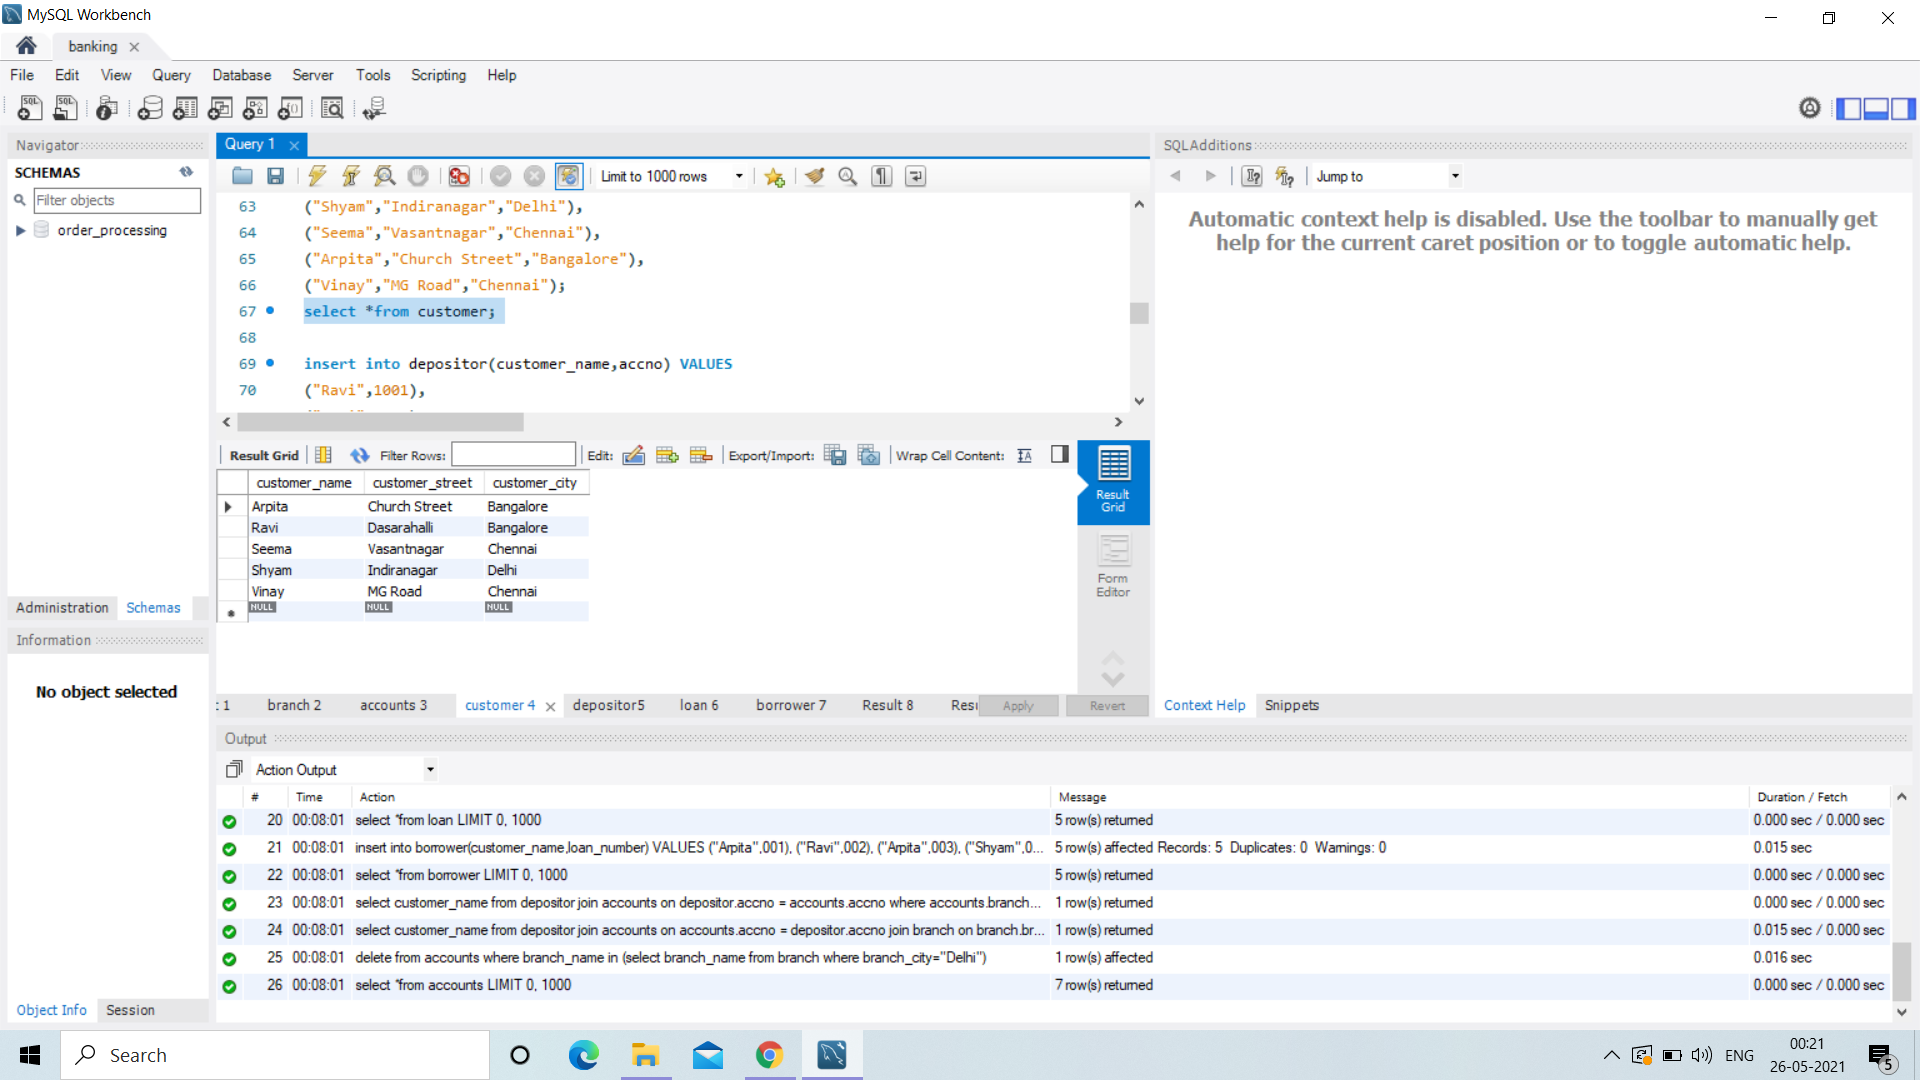 MySQL Workbench
banking
File Edit View Query Database Server Tools Scripting Help
Navigator
SCHEMAS
Filter objects
order_processing
Administration Schemas
Information
No object selected
Object Info Session
Query 1
Limit to 1000 rows
63 ("Shyam","Indiranagar","Delhi"),
64 ("Seema","Vasantnagar","Chennai"),
65 ("Arpita","Church Street","Bangalore"),
66 ("Vinay","MG Road","Chennai");
67 select *from customer;
68
69 insert into depositor(customer_name,accno) VALUES
70 ("Ravi",1001),
Result Grid Filter Rows: Edit: Export/Import: Wrap Cell Content:
customer_name customer_street customer_city
Arpita Church Street Bangalore
Ravi Dasarahalli Bangalore
Seema Vasantnagar Chennai
Shyam Indiranagar Delhi
Vinay MG Road Chennai
NULL NULL NULL
Result
Grid
Form
Editor
: 1 branch 2 accounts 3 customer 4 depositor5 loan 6 borrower 7 Result 8 Resu Apply Revert
SQLAdditions
Jump to
Automatic context help is disabled. Use the toolbar to manually get
help for the current caret position or to toggle automatic help.
Context Help Snippets
Output
Action Output
# Time Action Message Duration / Fetch
20 00:08:01 select *from loan LIMIT 0, 1000 5 row(s) returned 0.000 sec / 0.000 sec
21 00:08:01 insert into borrower(customer_name,loan_number) VALUES ("Arpita",001), ("Ravi",002), ("Arpita",003), ("Shyam",0... 5 row(s) affected Records: 5 Duplicates: 0 Warnings: 0 0.015 sec
22 00:08:01 select *from borrower LIMIT 0, 1000 5 row(s) returned 0.000 sec / 0.000 sec
23 00:08:01 select customer_name from depositor join accounts on depositor.accno = accounts.accno where accounts.branch... 1 row(s) returned 0.000 sec / 0.000 sec
24 00:08:01 select customer_name from depositor join accounts on accounts.accno = depositor.accno join branch on branch.br... 1 row(s) returned 0.015 sec / 0.000 sec
25 00:08:01 delete from accounts where branch_name in (select branch_name from branch where branch_city="Delhi") 1 row(s) affected 0.016 sec
26 00:08:01 select *from accounts LIMIT 0, 1000 7 row(s) returned 0.000 sec / 0.000 sec
Search
ENG
00:21
26-05-2021
5